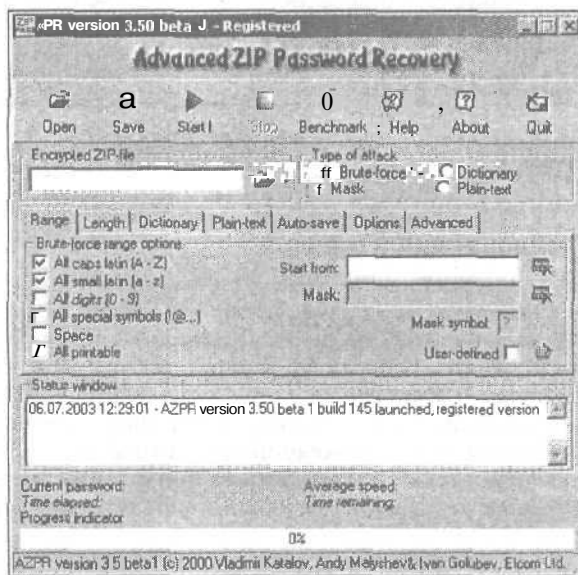 «PR version 3.50 beta J - Registered
Advanced ZIP Password Recovery
a 0 ,
Open Save Start! Stop Benchmark ; Help About Quit
Encrypted ZIP-file Type of attack
ff Brute-force Dictionary
f Mask Plain-text
Range Length Dictionary Plain-text Auto-save Options Advanced
Brute-force range options
All caps latin (A - Z) Start from:
All small latin (a - z)
All digits (0 - 9) Mask:
Г All special symbols (!@...) Mask symbol: ?
Space
Г All printable User-defined
Status window
06.07.2003 12:29:01 - AZPR version 3.50 beta 1 build 145 launched, registered version
Current password: Average speed:
Time elapsed: Time remaining:
Progress indicator
0%
AZPR version 3.5 beta1 (c) 2000 Vladimir Katalov, Andy Malyshev & Ivan Golubev, Elcom Ltd.